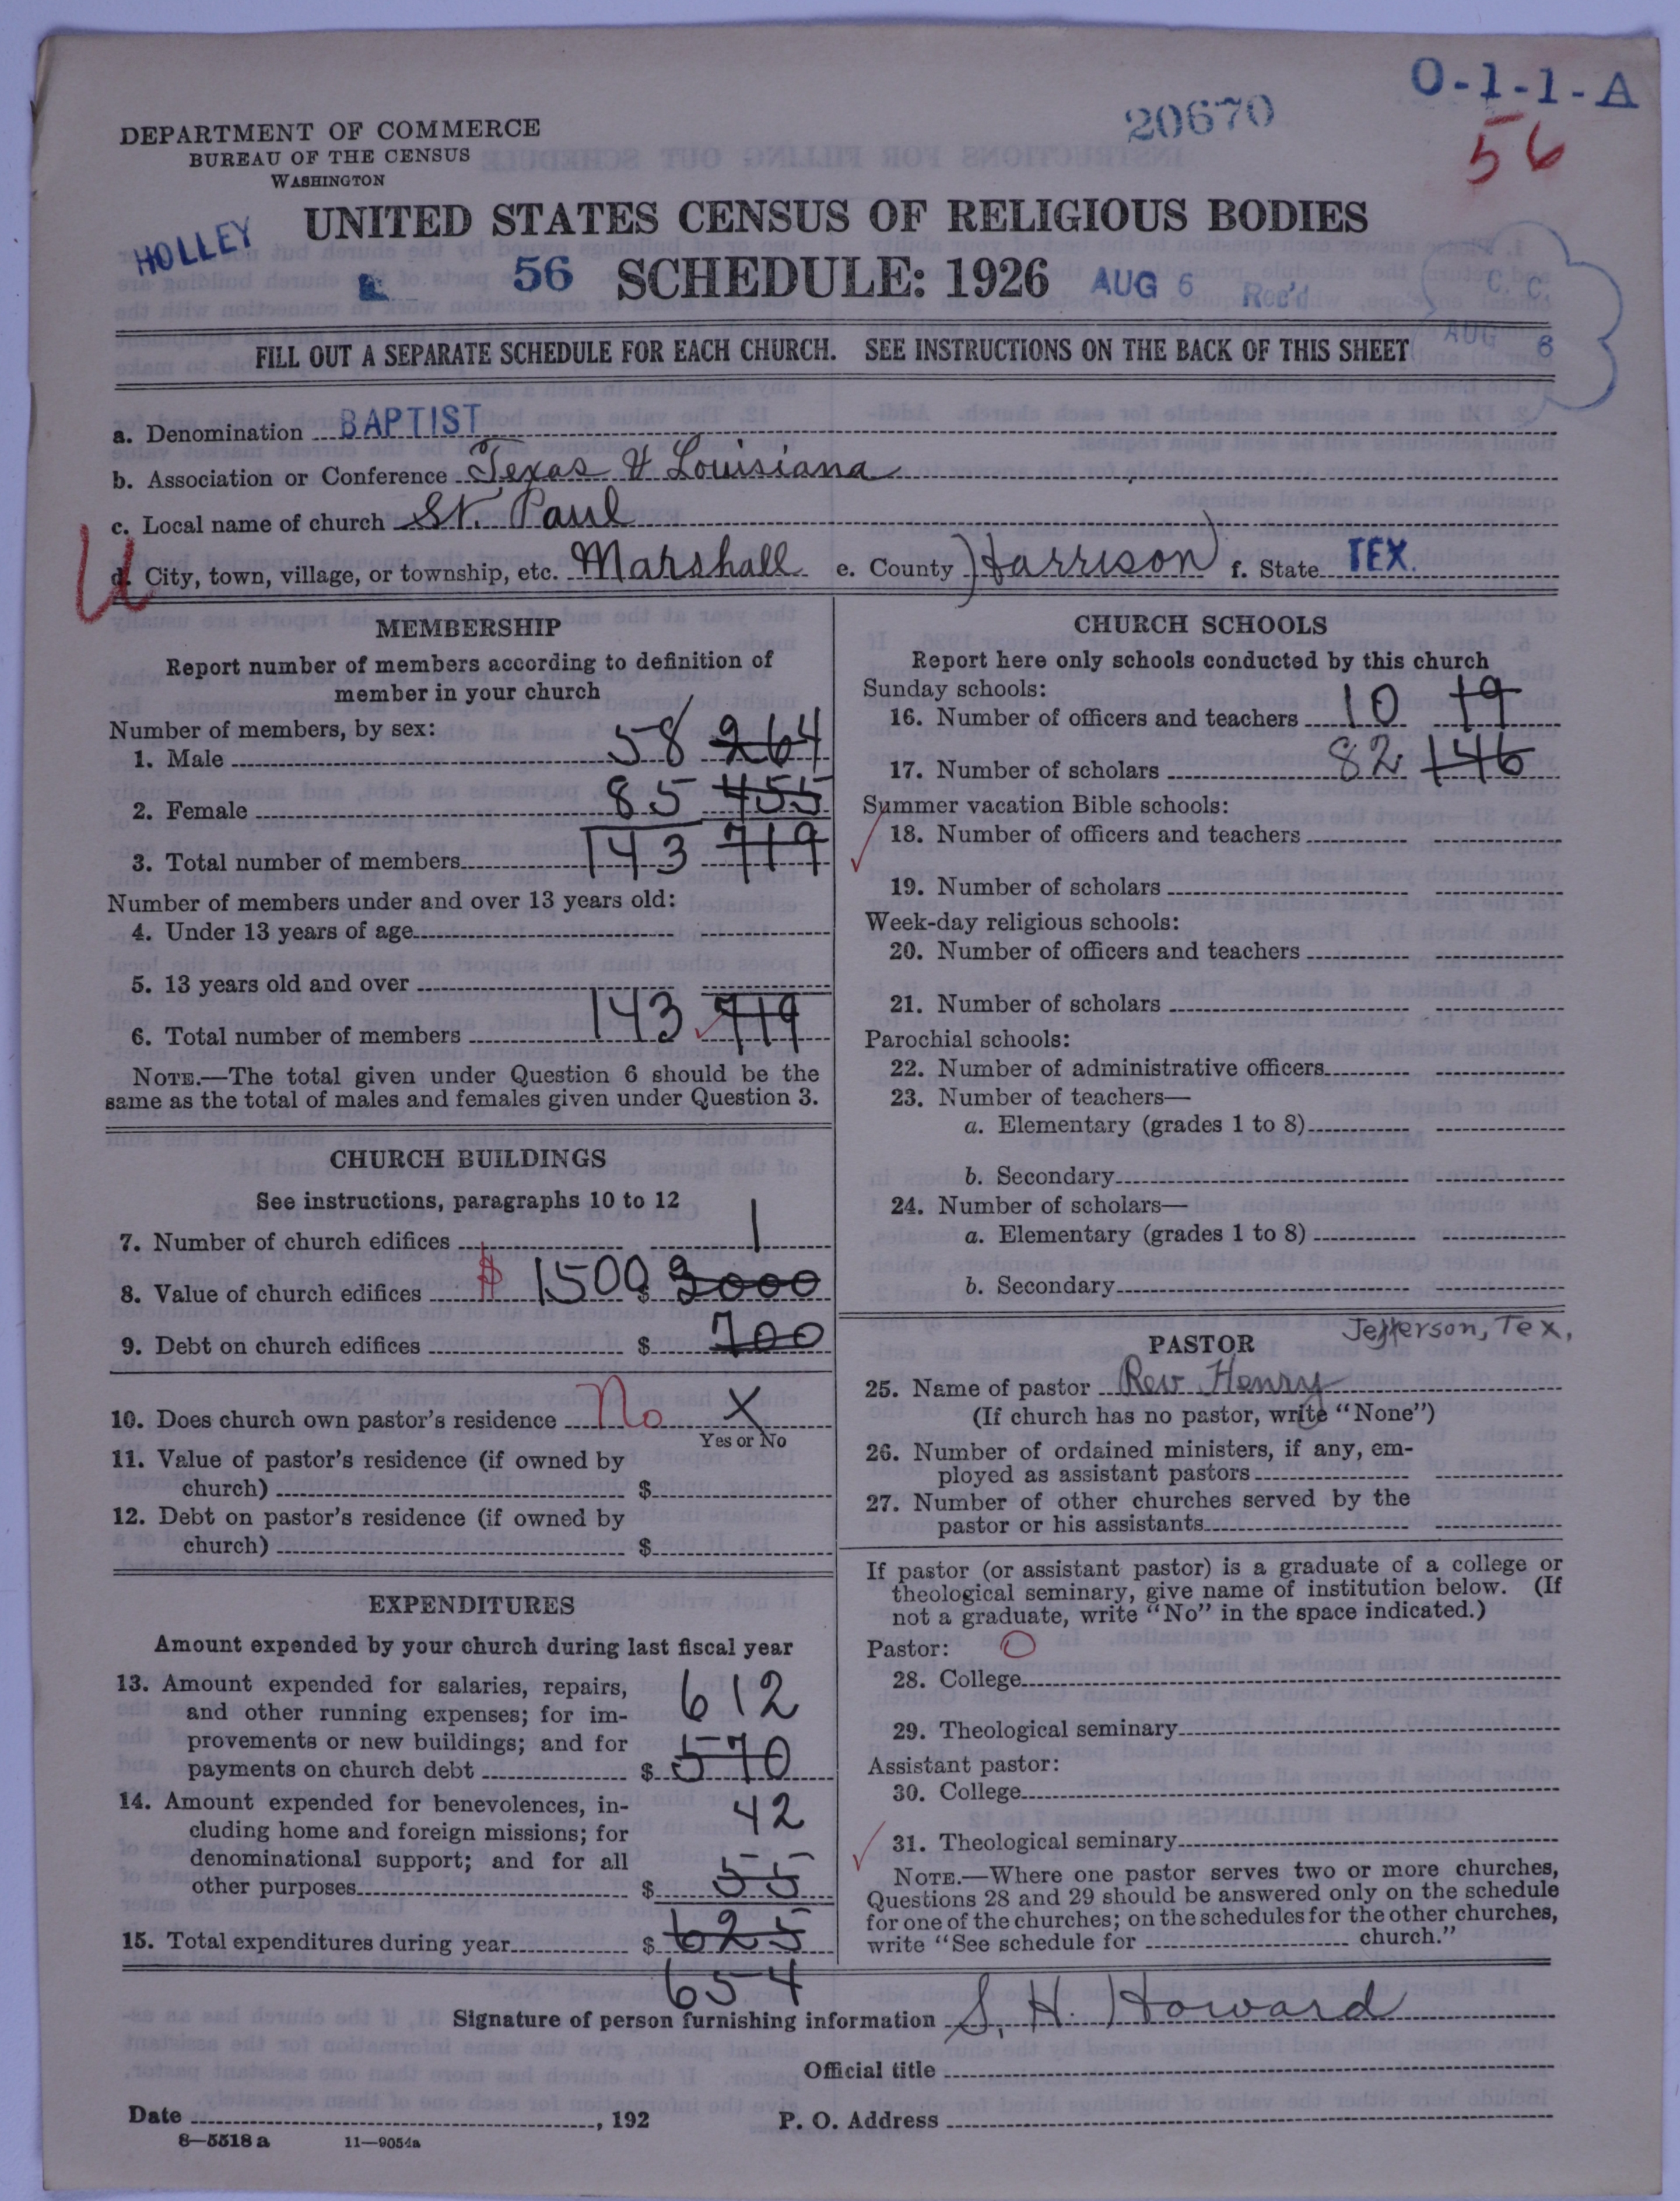 0-1-1-A
20670
56
DEPARTMENT OF COMMERCE
BUREAU OF THE CENSUS
WASHINGTON
UNITED STATES CENSUS OF RELIGIOUS BODIES
HOLLEY
56 SCHEDULE: 1926 AUG 6 Rec'd
C. C.
AUG 6
FILL OUT A SEPARATE SCHEDULE FOR EACH CHURCH. SEE INSTRUCTIONS ON THE BACK OF THIS SHEET
a. Denomination BAPTIST
b. Association or Conference Texas & Louisiana
c. Local name of church St. Paul
U
d. City, town, village, or township, etc. Marshall e. County Harrison f. State TEX.
MEMBERSHIP
Report number of members according to definition of
member in your church
Number of members, by sex:
1. Male 58 264
2. Female 85 455
3. Total number of members 143 719
Number of members under and over 13 years old:
4. Under 13 years of age
5. 13 years old and over
6. Total number of members 143 719
NOTE.—The total given under Question 6 should be the
same as the total of males and females given under Question 3.
CHURCH BUILDINGS
See instructions, paragraphs 10 to 12
7. Number of church edifices 1
8. Value of church edifices $ 1500 $ 3000
9. Debt on church edifices $ 700
10. Does church own pastor's residence No X
Yes or No
11. Value of pastor's residence (if owned by
church) $
12. Debt on pastor's residence (if owned by
church) $
EXPENDITURES
Amount expended by your church during last fiscal year
13. Amount expended for salaries, repairs,
and other running expenses; for im- 612
provements or new buildings; and for
payments on church debt $ 570
14. Amount expended for benevolences, in- 42
cluding home and foreign missions; for
denominational support; and for all
other purposes $ 55
15. Total expenditures during year $ 625
654
CHURCH SCHOOLS
Report here only schools conducted by this church
Sunday schools:
16. Number of officers and teachers 10 19
17. Number of scholars 82 146
Summer vacation Bible schools:
18. Number of officers and teachers
19. Number of scholars
Week-day religious schools:
20. Number of officers and teachers
21. Number of scholars
Parochial schools:
22. Number of administrative officers
23. Number of teachers—
a. Elementary (grades 1 to 8)
b. Secondary
24. Number of scholars—
a. Elementary (grades 1 to 8)
b. Secondary
PASTOR Jefferson, Tex.
25. Name of pastor Rev Henry
(If church has no pastor, write "None")
26. Number of ordained ministers, if any, em-
ployed as assistant pastors
27. Number of other churches served by the
pastor or his assistants
If pastor (or assistant pastor) is a graduate of a college or
theological seminary, give name of institution below. (If
not a graduate, write "No" in the space indicated.)
Pastor: O
28. College
29. Theological seminary
Assistant pastor:
30. College
31. Theological seminary
NOTE.—Where one pastor serves two or more churches,
Questions 28 and 29 should be answered only on the schedule
for one of the churches; on the schedules for the other churches,
write "See schedule for church."
Signature of person furnishing information S. H. Howard
Official title
Date , 192 P. O. Address
8—5518 a 11—9054a